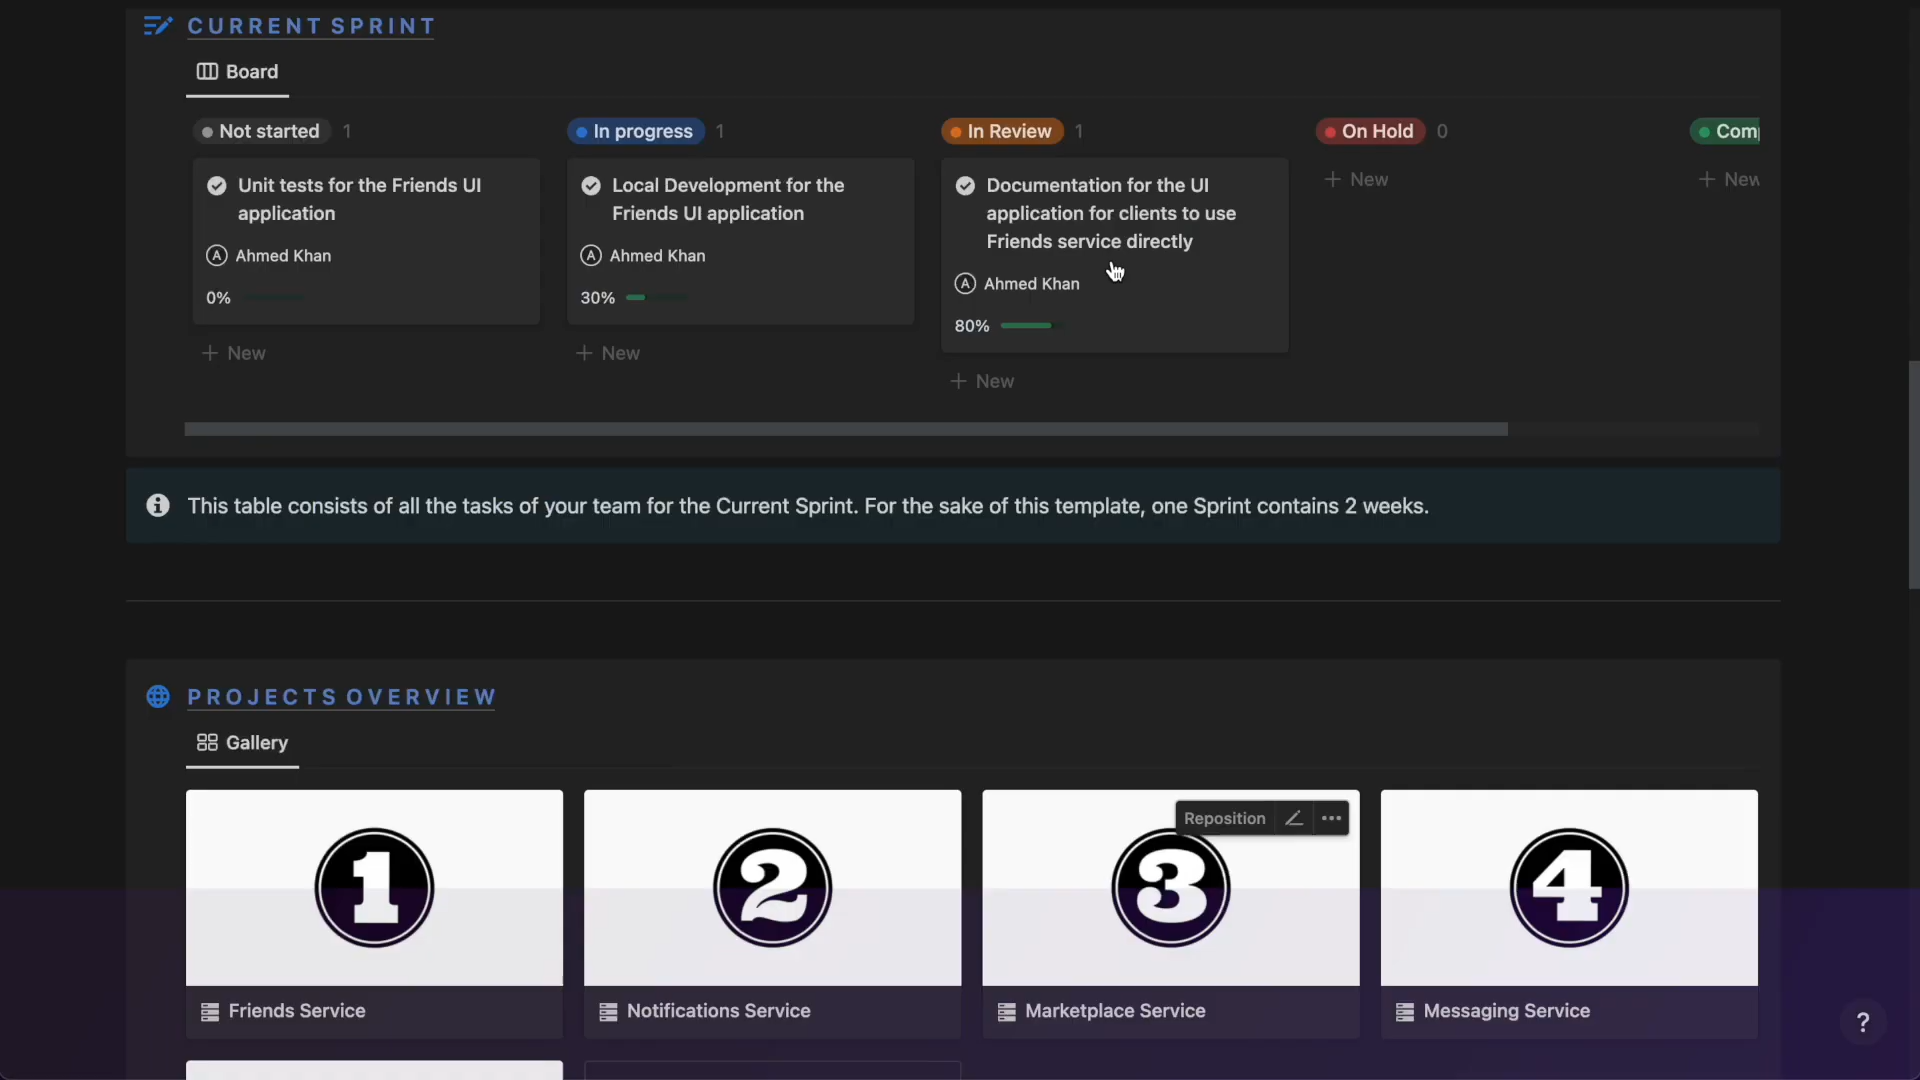 CURRENT SPRINT
Board
Not started 1
In progress 1
In Review 1
On Hold 0
Unit tests for the Friends UI
application
A Ahmed Khan
0%
+ New
Local Development for the
Friends UI application
A Ahmed Khan
30%
+ New
Documentation for the UI
application for clients to use
Friends service directly
A Ahmed Khan
80%
+ New
+ New
+ New
This table consists of all the tasks of your team for the Current Sprint. For the sake of this template, one Sprint contains 2 weeks.
PROJECTS OVERVIEW
Gallery
1
2
Reposition
3
4
Friends Service
Notifications Service
Marketplace Service
Messaging Service
?